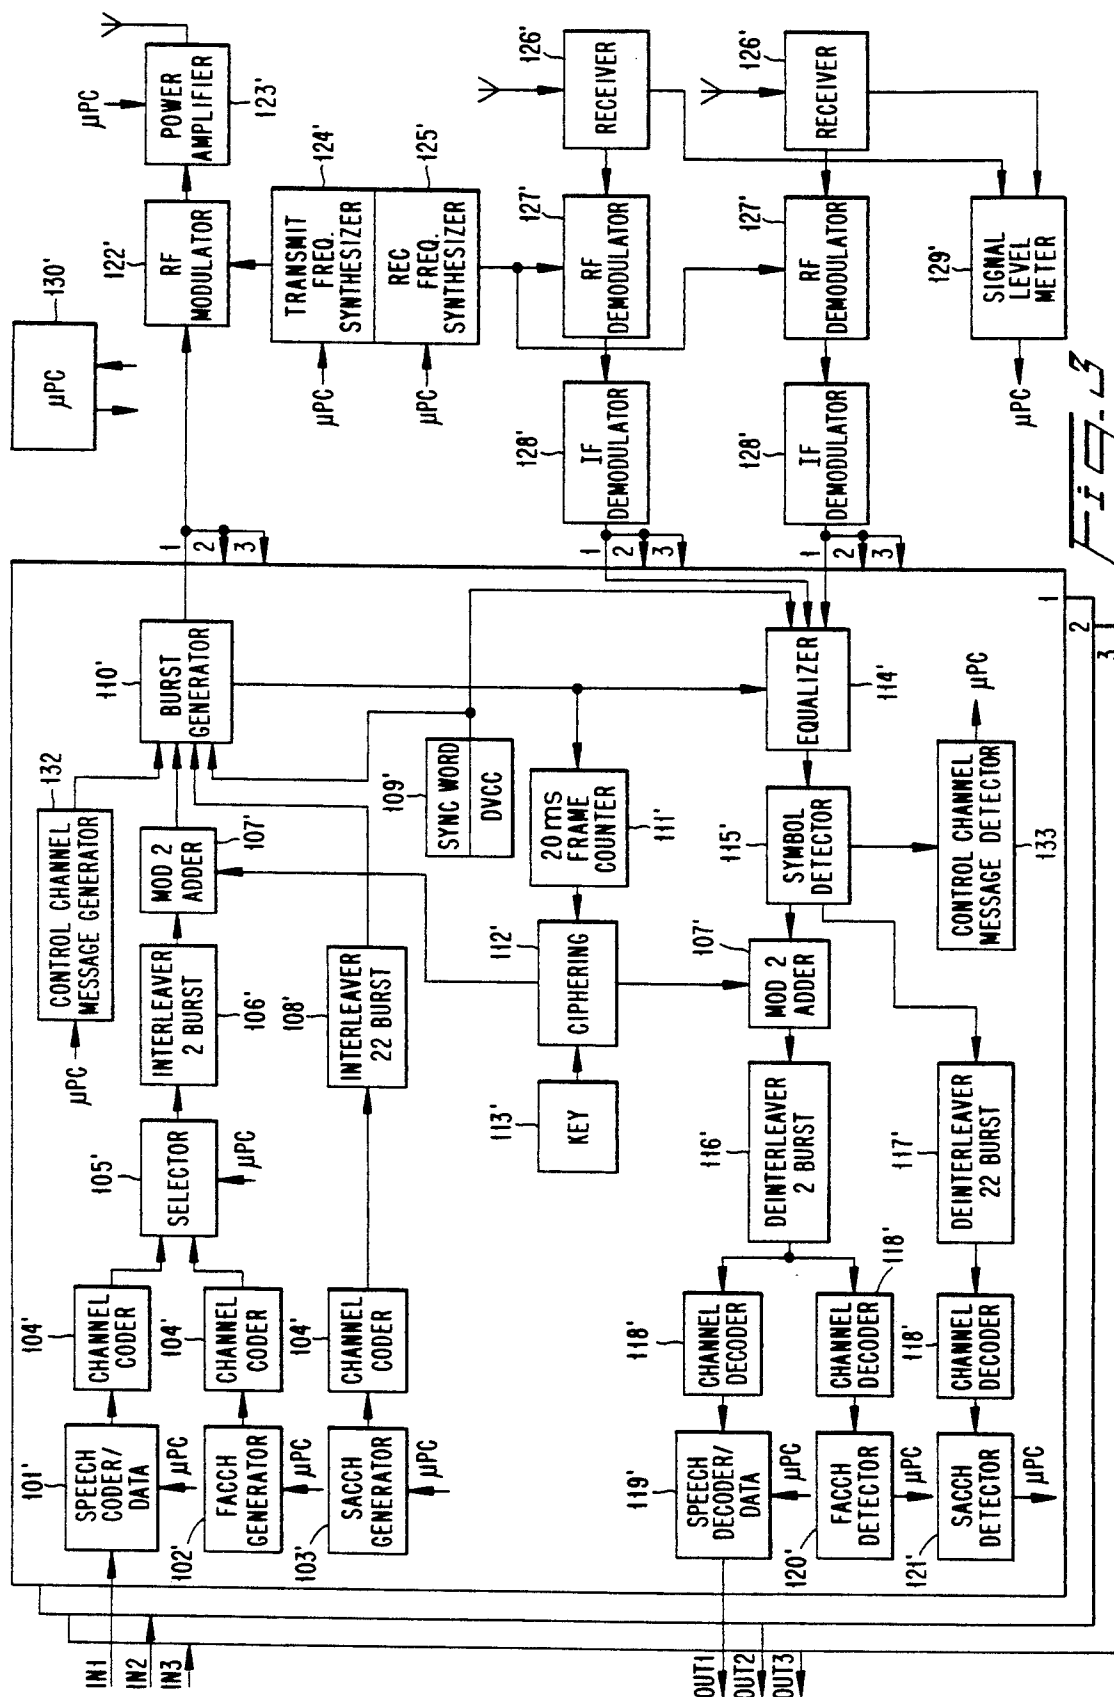 IN1
IN2
IN3
101'
SPEECH
CODER/
DATA
µPC
104'
CHANNEL
CODER
102'
FACCH
GENERATOR
µPC
104'
CHANNEL
CODER
103'
SACCH
GENERATOR
µPC
104'
CHANNEL
CODER
105'
SELECTOR
µPC
106'
INTERLEAVER
2 BURST
108'
INTERLEAVER
22 BURST
µPC
CONTROL CHANNEL
MESSAGE GENERATOR
132
107'
MOD 2
ADDER
110'
BURST
GENERATOR
109'
SYNC WORD
DVCC
20ms
FRAME
COUNTER
111'
112'
CIPHERING
113'
KEY
1
2
3
130'
µPC
122'
RF
MODULATOR
µPC
POWER
AMPLIFIER
123'
124'
TRANSMIT
FREQ.
SYNTHESIZER
µPC
125'
REC
FREQ.
SYNTHESIZER
µPC
126'
RECEIVER
127'
RF
DEMODULATOR
128'
IF
DEMODULATOR
1
2
3
126'
RECEIVER
127'
RF
DEMODULATOR
128'
IF
DEMODULATOR
1
2
3
129'
SIGNAL
LEVEL
METER
µPC
EQUALIZER
114'
115'
SYMBOL
DETECTOR
CONTROL CHANNEL
MESSAGE DETECTOR
133
µPC
107'
MOD 2
ADDER
116'
DEINTERLEAVER
2 BURST
117'
DEINTERLEAVER
22 BURST
118'
CHANNEL
DECODER
118'
CHANNEL
DECODER
118'
CHANNEL
DECODER
119'
SPEECH
DECODER/
DATA
µPC
120'
FACCH
DETECTOR
µPC
121'
SACCH
DETECTOR
µPC
OUT1
OUT2
OUT3
1
2
3
Fig. 3